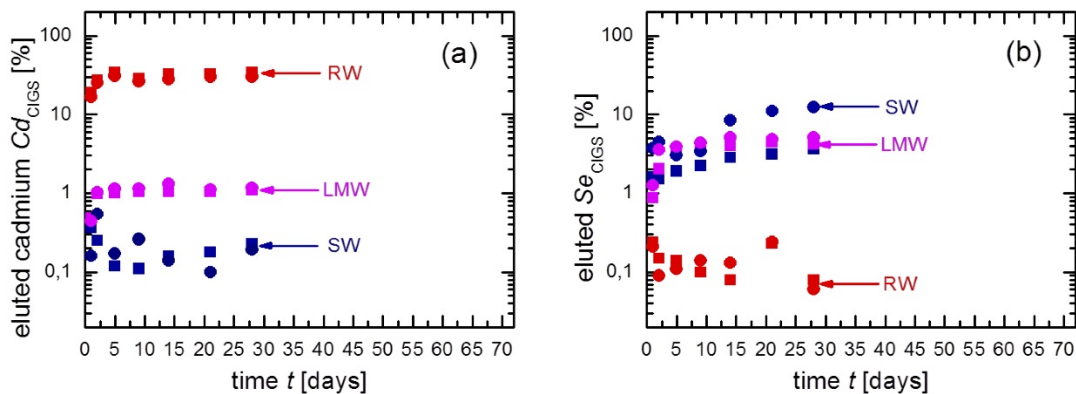 (a)
eluted cadmium Cd_CIGS [%]
100
10
1
0,1
RW
LMW
SW
0 5 10 15 20 25 30 35 40 45 50 55 60 65 70
time t [days]
(b)
eluted Se_CIGS [%]
100
10
1
0,1
SW
LMW
RW
0 5 10 15 20 25 30 35 40 45 50 55 60 65 70
time t [days]